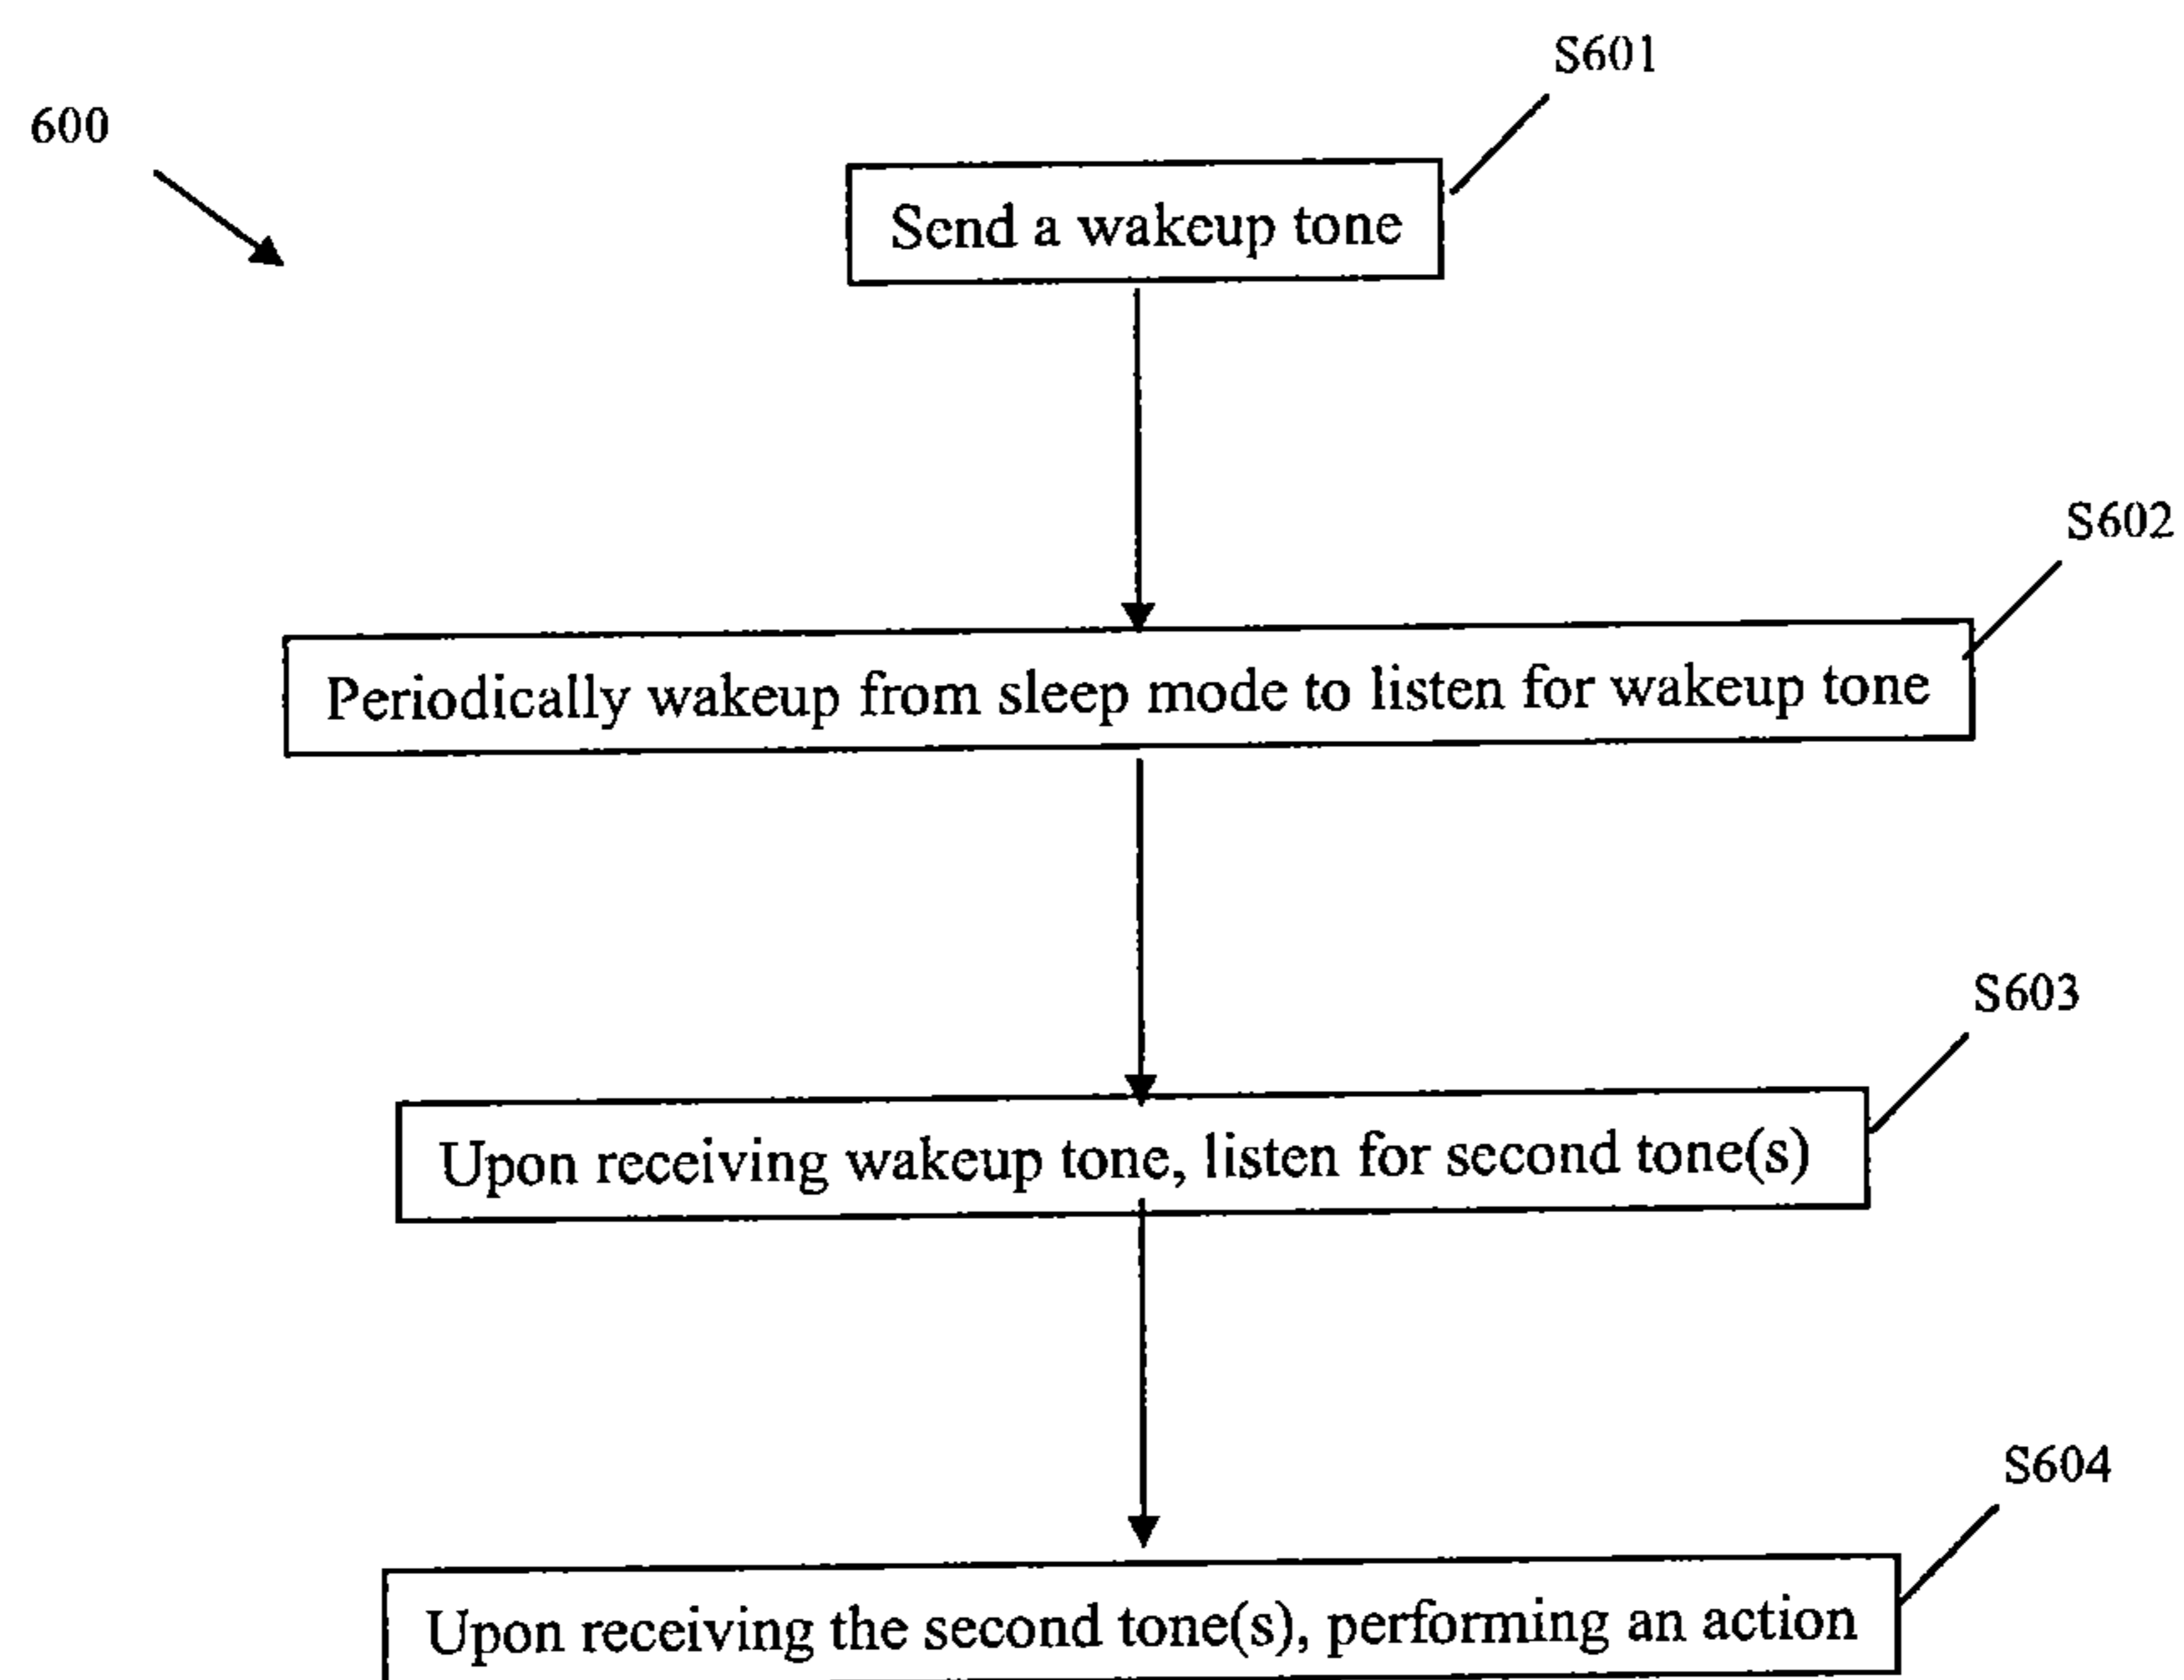 S601
600
Send a wakeup tone
S602
Periodically wakeup from sleep mode to listen for wakeup tone
S603
Upon receiving wakeup tone, listen for second tone(s)
S604
Upon receiving the second tone(s), performing an action